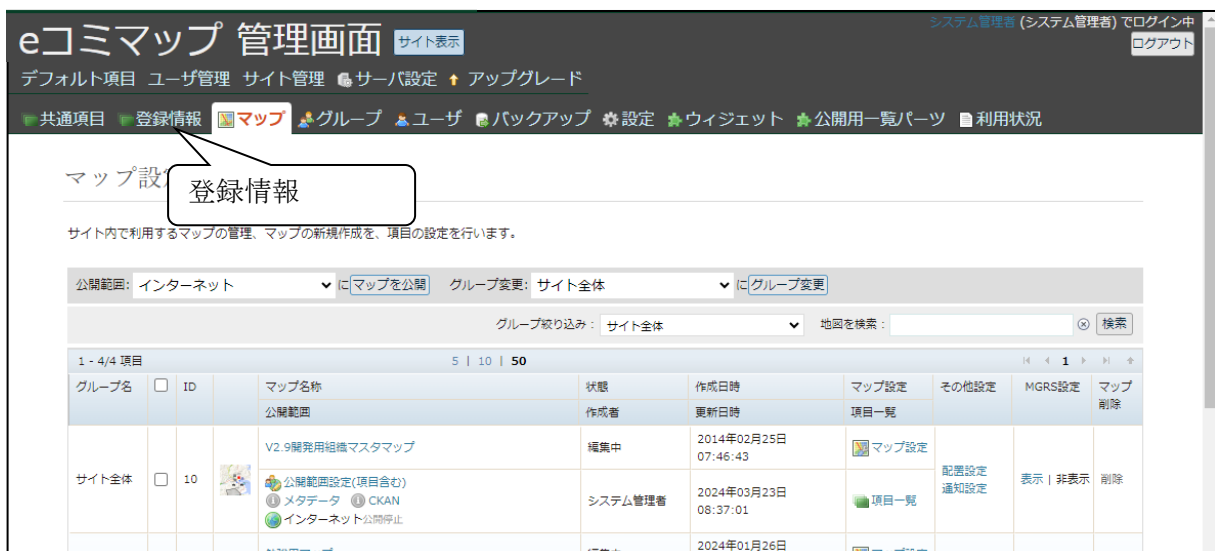 システム管理者 (システム管理者) でログイン中
eコミマップ 管理画面 サイト表示
ログアウト
デフォルト項目 ユーザ管理 サイト管理 サーバ設定 アップグレード
共通項目 登録情報 マップ グループ ユーザ バックアップ 設定 ウィジェット 公開用一覧パーツ 利用状況
マップ設
登録情報
サイト内で利用するマップの管理、マップの新規作成を、項目の設定を行います。
公開範囲: インターネット に マップを公開 グループ変更: サイト全体 に グループ変更
グループ絞り込み : サイト全体 地図を検索 : 検索
1 - 4/4 項目 5 | 10 | 50 1
グループ名 ID マップ名称 状態 作成日時 マップ設定 その他設定 MGRS設定 マップ削除
公開範囲 作成者 更新日時 項目一覧
V2.9開発用組織マスタマップ 編集中 2014年02月25日 07:46:43 マップ設定
サイト全体 10 公開範囲設定(項目含む) システム管理者 2024年03月23日 08:37:01 項目一覧 配置設定 通知設定 表示 | 非表示 削除
メタデータ CKAN
インターネット公開停止
2024年01月26日